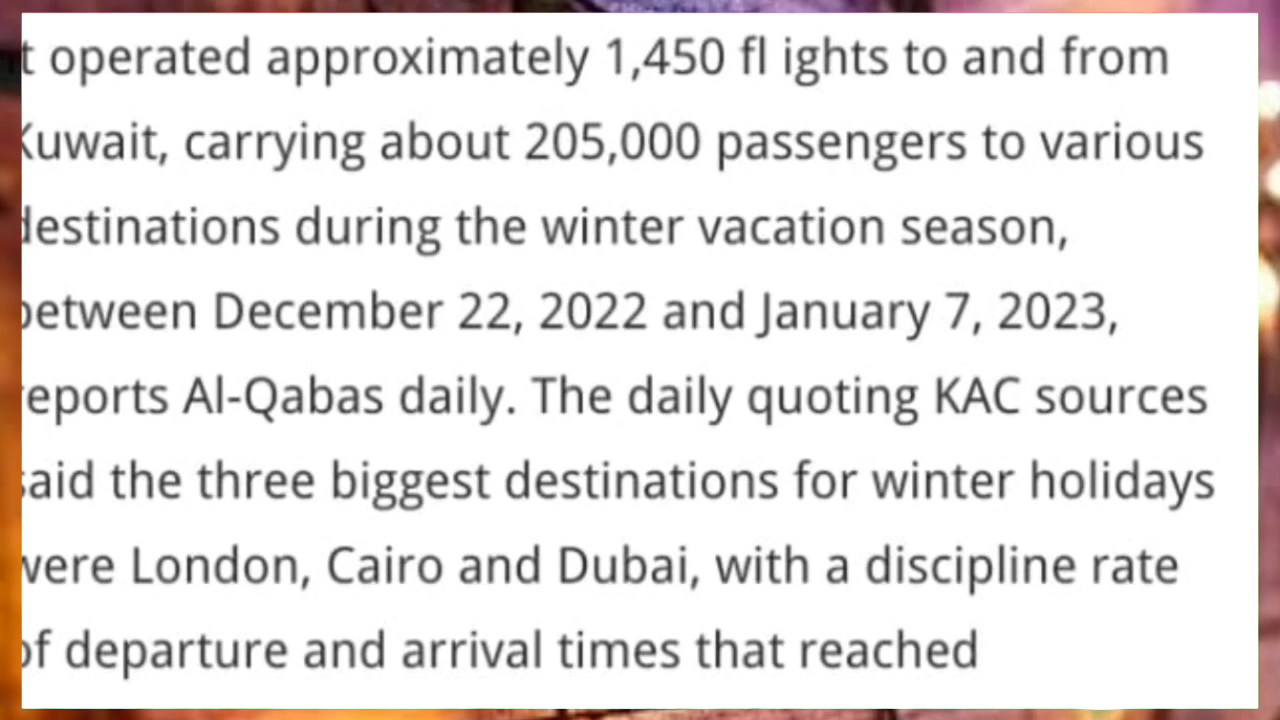 t operated approximately 1,450 fl ights to and from
Kuwait, carrying about 205,000 passengers to various
destinations during the winter vacation season,
between December 22, 2022 and January 7, 2023,
reports Al-Qabas daily. The daily quoting KAC sources
said the three biggest destinations for winter holidays
were London, Cairo and Dubai, with a discipline rate
of departure and arrival times that reached